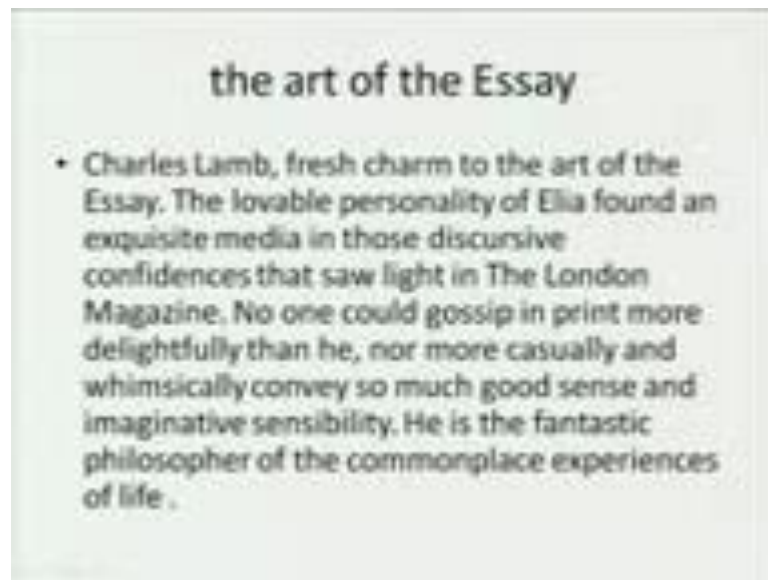 the art of the Essay
• Charles Lamb, fresh charm to the art of the
Essay. The lovable personality of Elia found an
exquisite media in those discursive
confidences that saw light in The London
Magazine. No one could gossip in print more
delightfully than he, nor more casually and
whimsically convey so much good sense and
imaginative sensibility. He is the fantastic
philosopher of the commonplace experiences
of life .